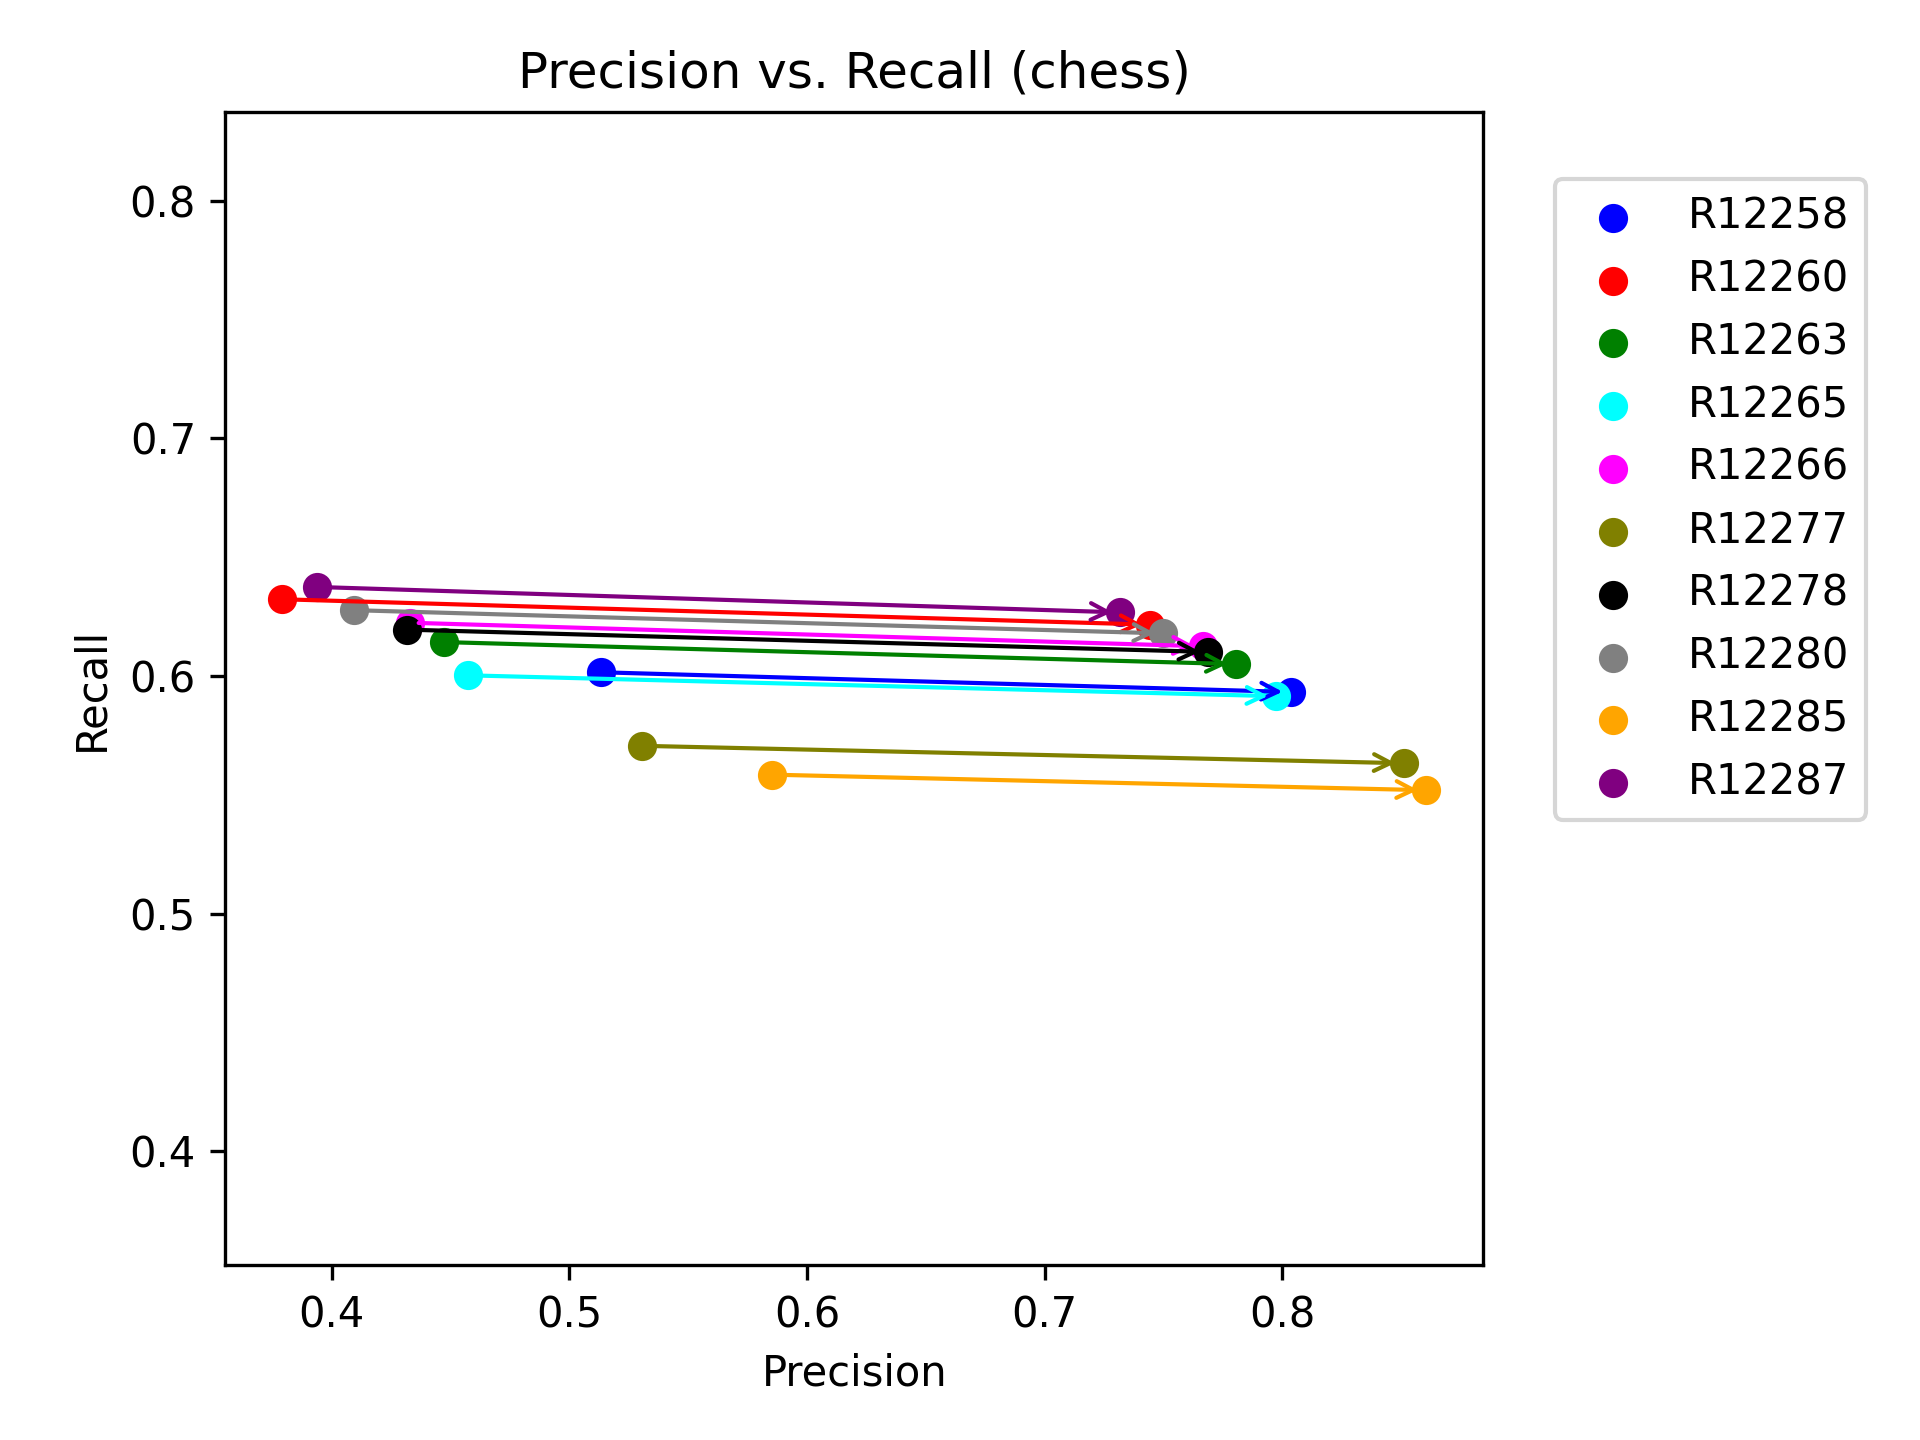 Precision vs. Recall (chess)
0.8
0.7
0.6
0.5
0.4
Recall
0.4 0.5 0.6 0.7 0.8
Precision
R12258
R12260
R12263
R12265
R12266
R12277
R12278
R12280
R12285
R12287